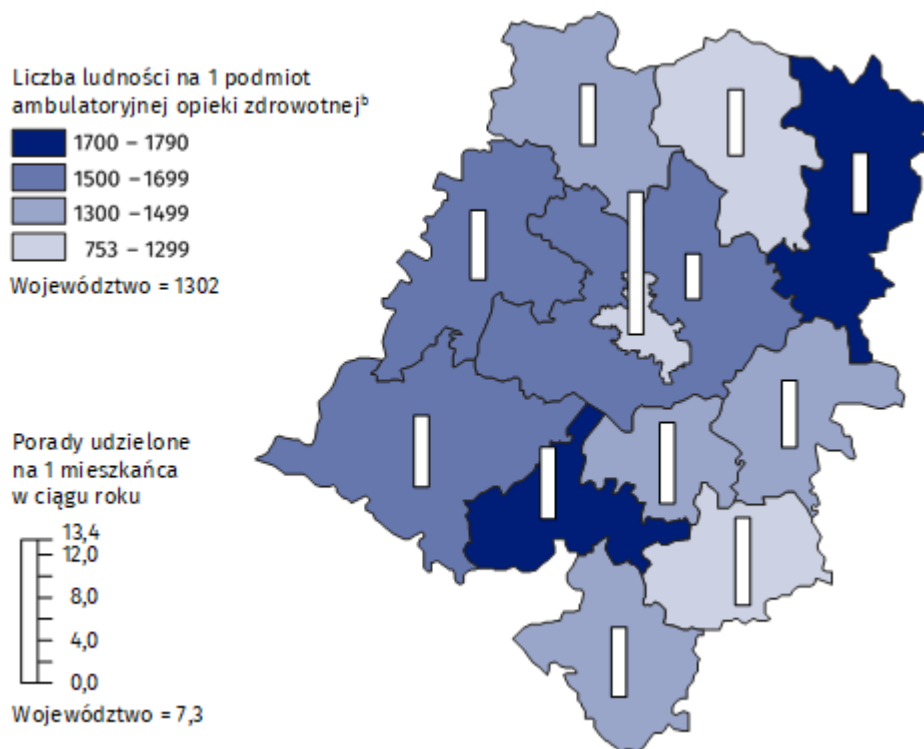 Liczba ludności na 1 podmiot
ambulatoryjnej opieki zdrowotnejᵇ
1700 – 1790
1500 – 1699
1300 – 1499
753 – 1299
Województwo = 1302
Porady udzielone
na 1 mieszkańca
w ciągu roku
13,4
12,0
8,0
4,0
0,0
Województwo = 7,3